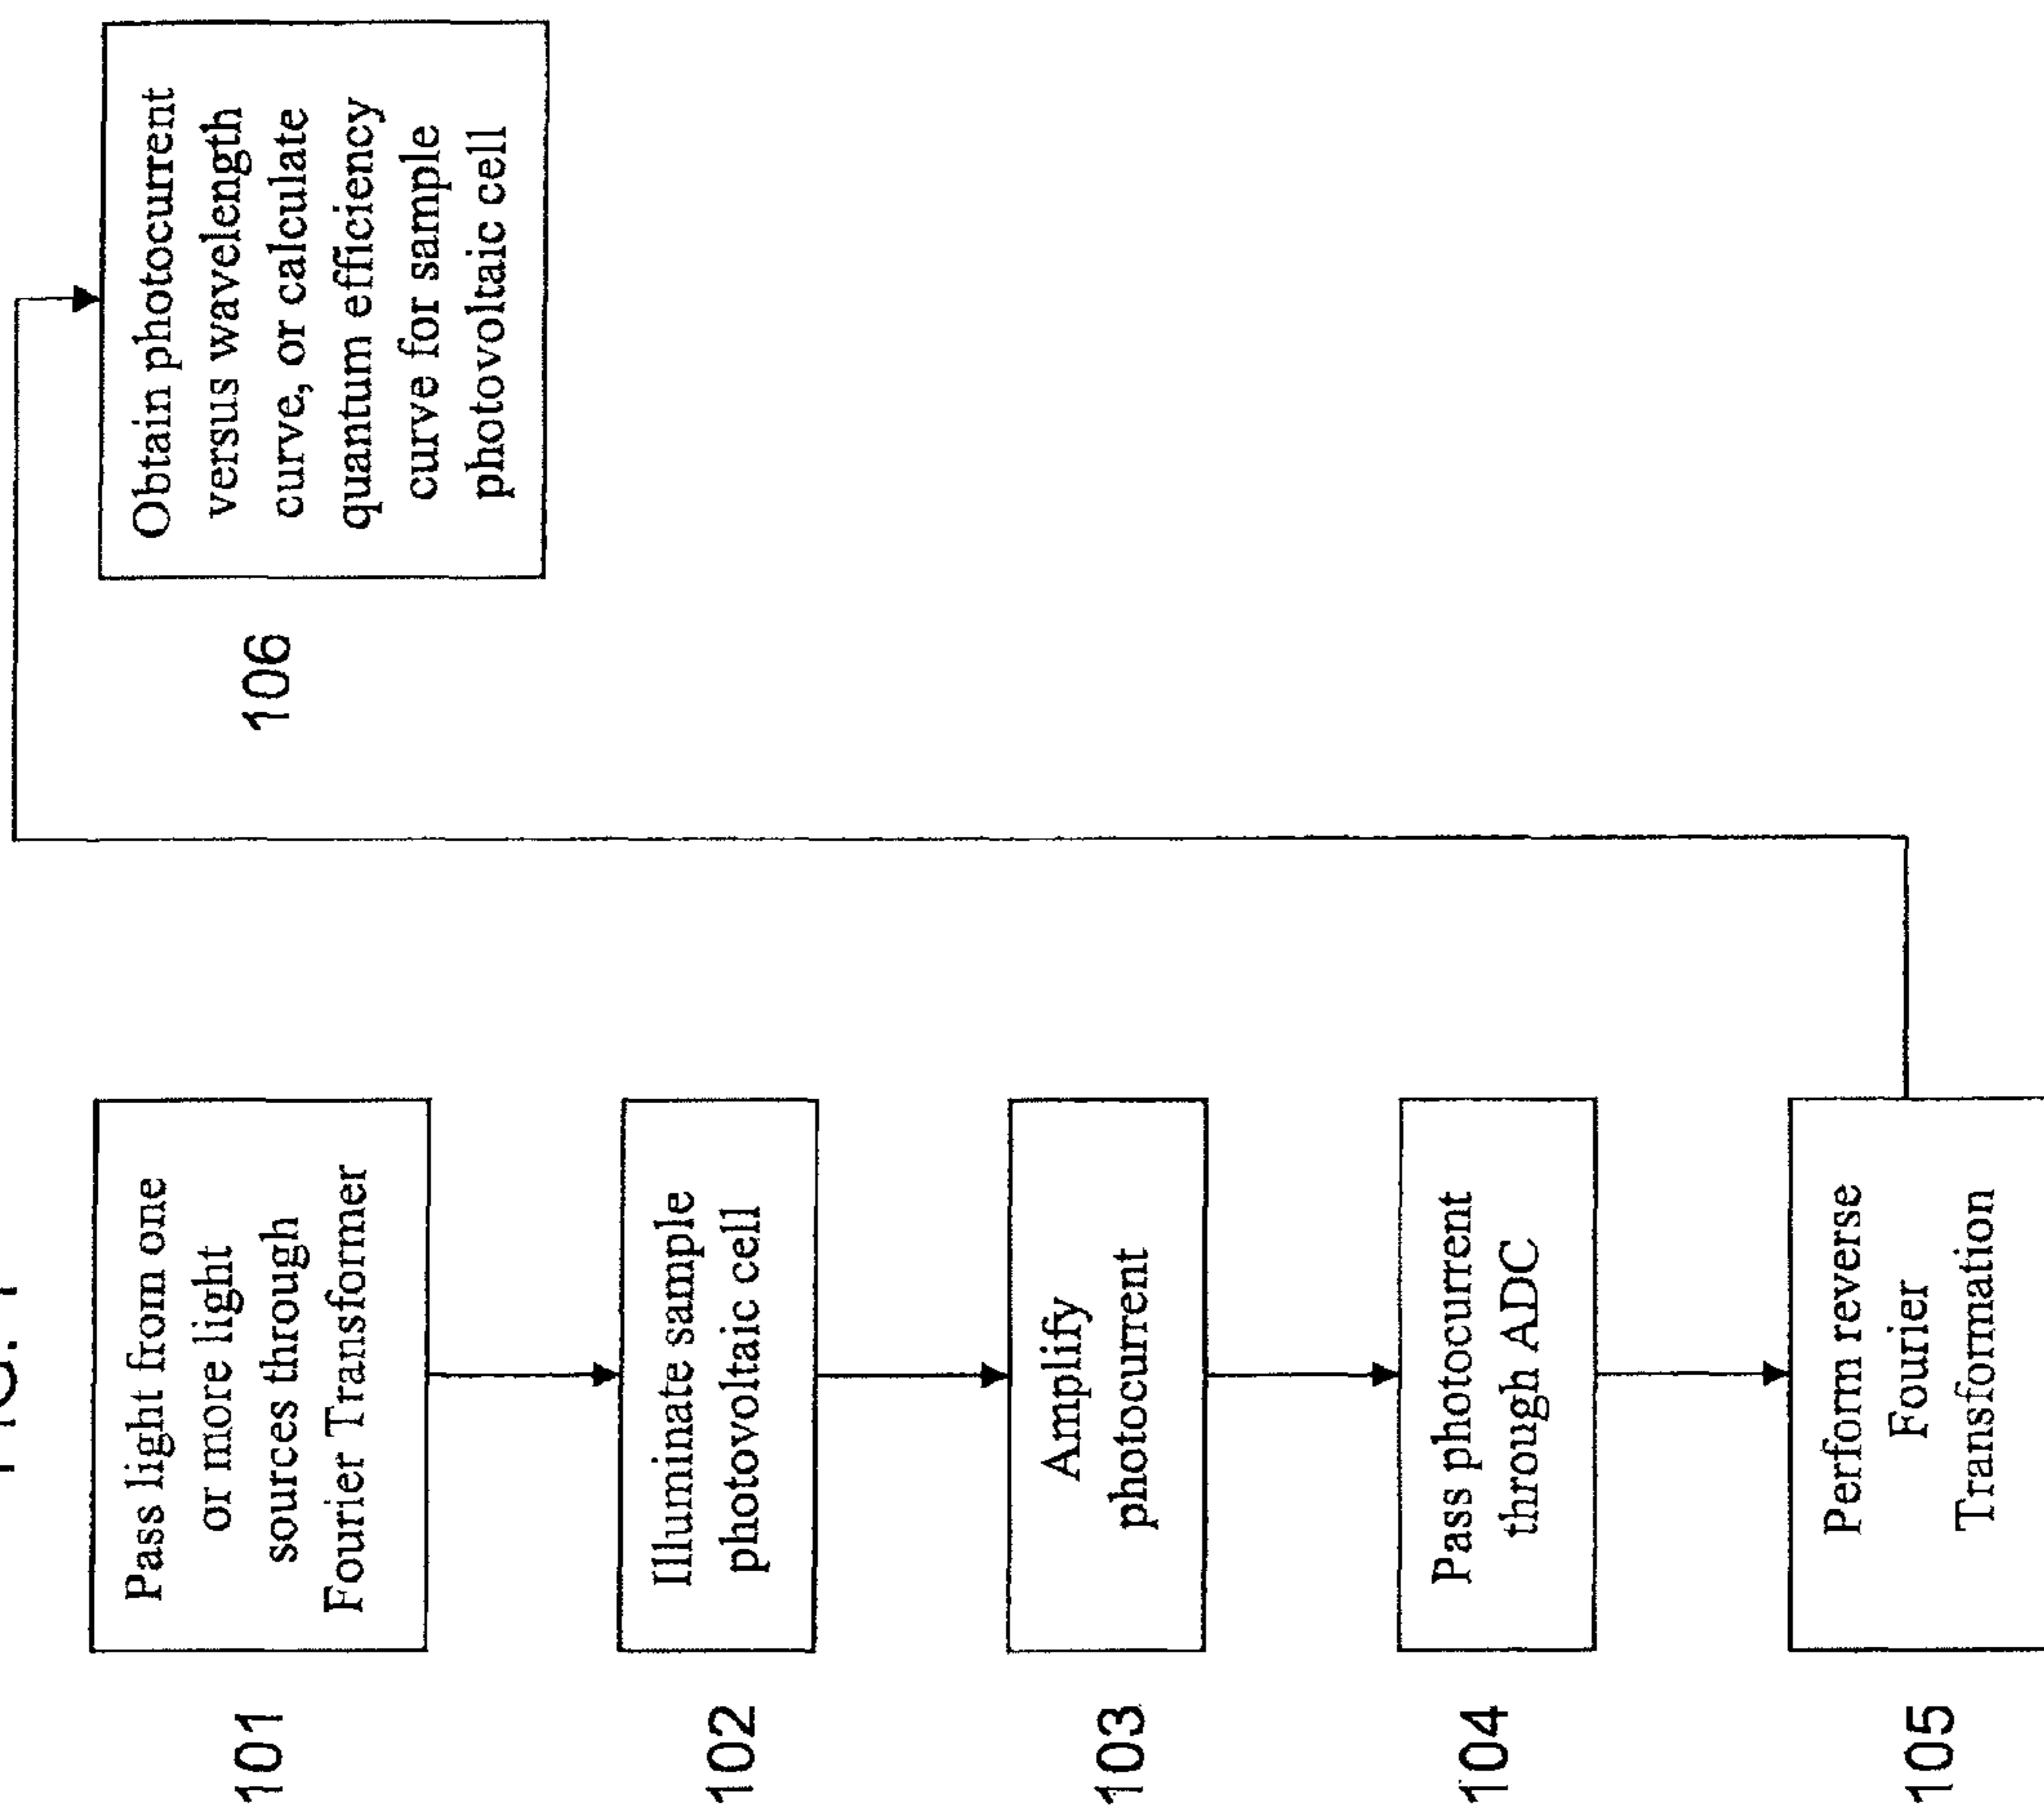 101
Pass light from one
or more light
sources through
Fourier Transformer
102
Illuminate sample
photovoltaic cell
103
Amplify
photocurrent
104
Pass photocurrent
through ADC
105
Perform reverse
Fourier
Transformation
106
Obtain photocurrent
versus wavelength
curve, or calculate
quantum efficiency
curve for sample
photovoltaic cell